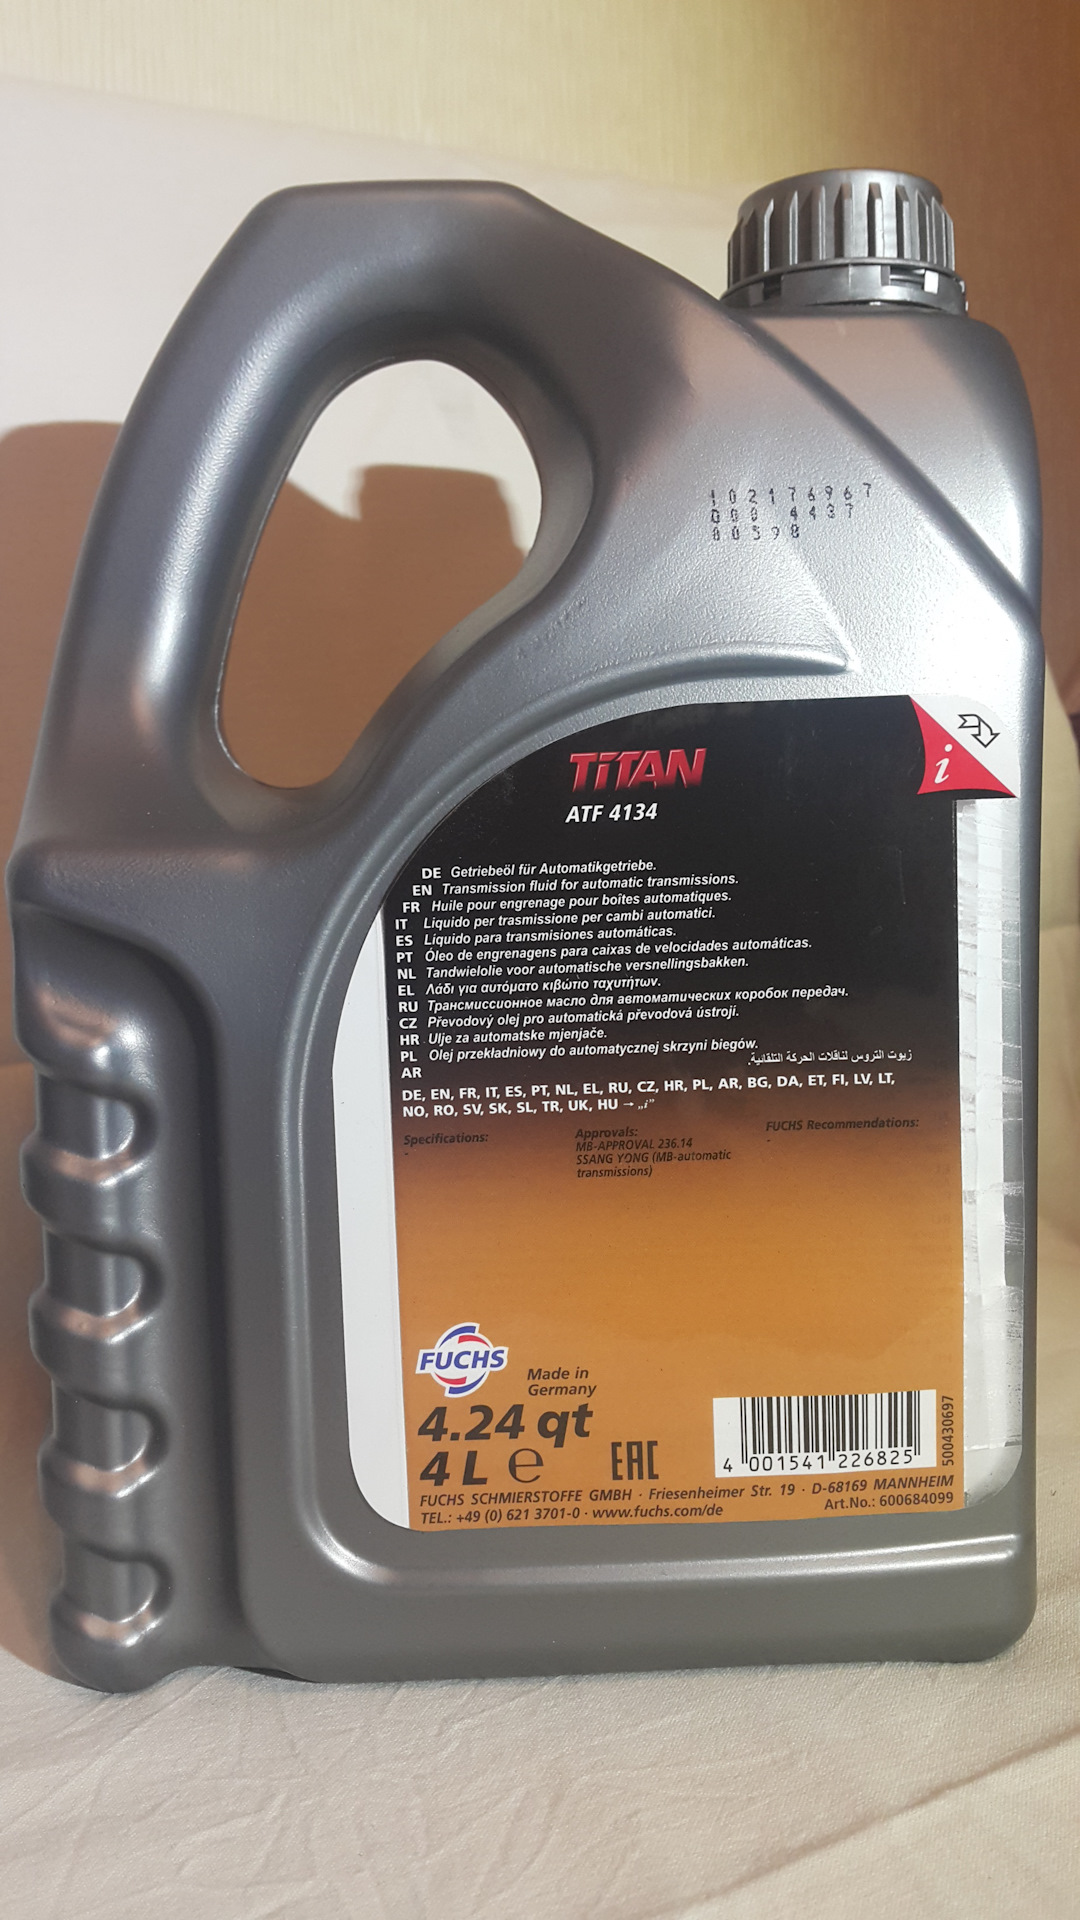 102176967
000 4437
00598
TiTAN
ATF 4134
i
DE Getriebeöl für Automatikgetriebe.
EN Transmission fluid for automatic transmissions.
FR Huile pour engrenage pour boîtes automatiques.
IT Liquido per trasmissione per cambi automatici.
ES Líquido para transmisiones automáticas.
PT Óleo de engrenagens para caixas de velocidades automáticas.
NL Tandwielolie voor automatische versnellingsbakken.
EL Λάδι για αυτόματο κιβώτιο ταχυτήτων.
RU Трансмиссионное масло для автоматических коробок передач.
CZ Převodový olej pro automatická převodová ústrojí.
HR Ulje za automatske mjenjače.
PL Olej przekładniowy do automatycznej skrzyni biegów.
AR زيوت التروس لناقلات الحركة التلقائية.
DE, EN, FR, IT, ES, PT, NL, EL, RU, CZ, HR, PL, AR, BG, DA, ET, FI, LV, LT,
NO, RO, SV, SK, SL, TR, UK, HU → „i”
Specifications:
-
Approvals:
MB-APPROVAL 236.14
SSANG YONG (MB-automatic
transmissions)
FUCHS Recommendations:
-
FUCHS
Made in
Germany
4.24 qt
4 L e
EAC
4 001541 226825
500430697
FUCHS SCHMIERSTOFFE GMBH · Friesenheimer Str. 19 · D-68169 MANNHEIM
TEL.: +49 (0) 621 3701-0 · www.fuchs.com/de
Art.No.: 600684099